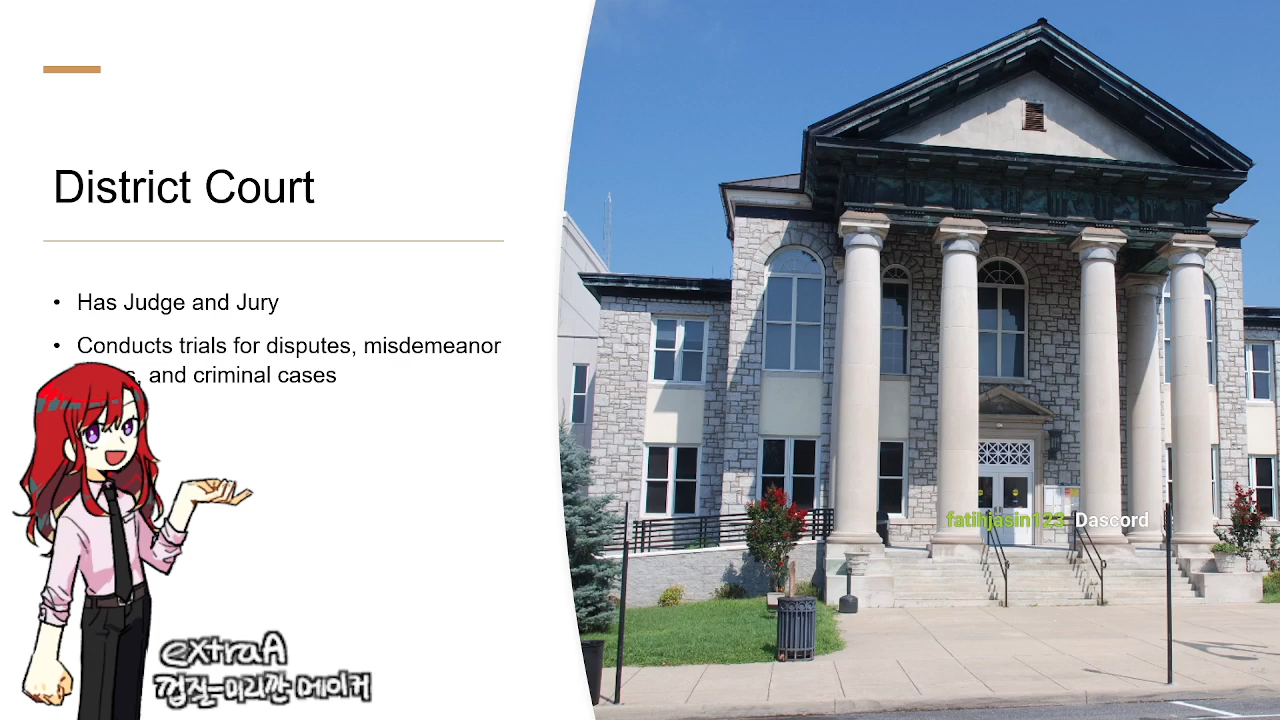 District Court
• Has Judge and Jury
• Conducts trials for disputes, misdemeanor
, and criminal cases
fatihjasin123 Dascord
extraA
껍질-미리깐 메이커